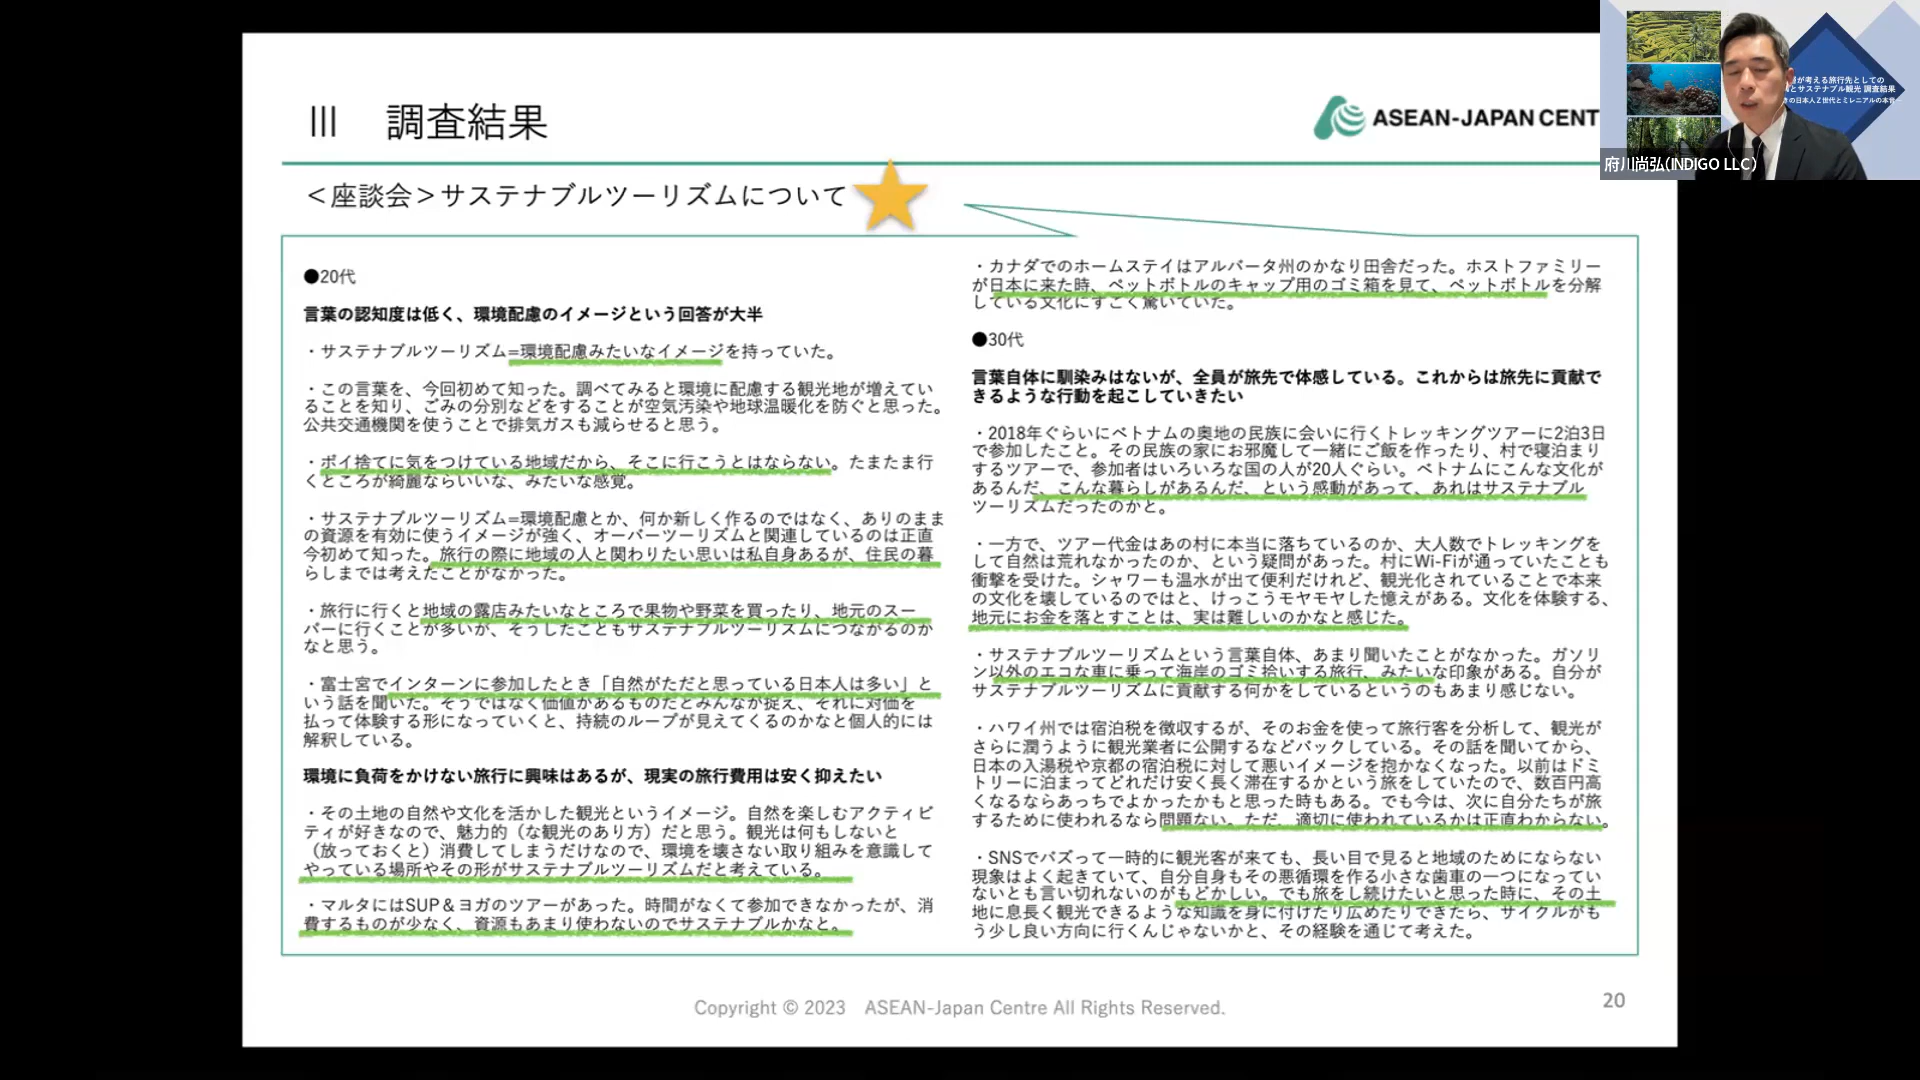 III 調査結果
ASEAN-JAPAN CENT
が考える旅行先としての
とサステナブル観光 調査結果
の日本人Z世代とミレニアルの本音
府川尚弘(INDIGO LLC)
＜座談会＞サステナブルツーリズムについて
●20代
言葉の認知度は低く、環境配慮のイメージという回答が大半
・サステナブルツーリズム=環境配慮みたいなイメージを持っていた。
・この言葉を、今回初めて知った。調べてみると環境に配慮する観光地が増えてい
ることを知り、ごみの分別などをすることが空気汚染や地球温暖化を防ぐと思った。
公共交通機関を使うことで排気ガスも減らせると思う。
・ポイ捨てに気をつけている地域だから、そこに行こうとはならない。たまたま行
くところが綺麗ならいいな、みたいな感覚。
・サステナブルツーリズム=環境配慮とか、何か新しく作るのではなく、ありのまま
の資源を有効に使うイメージが強く、オーバーツーリズムと関連しているのは正直
今初めて知った。旅行の際に地域の人と関わりたい思いは私自身あるが、住民の暮
らしまでは考えたことがなかった。
・旅行に行くと地域の露店みたいなところで果物や野菜を買ったり、地元のスー
パーに行くことが多いが、そうしたこともサステナブルツーリズムにつながるのか
なと思う。
・富士宮でインターンに参加したとき「自然がただと思っている日本人は多い」と
いう話を聞いた。そうではなく価値があるものだとみんなが捉え、それに対価を
払って体験する形になっていくと、持続のループが見えてくるのかなと個人的には
解釈している。
環境に負荷をかけない旅行に興味はあるが、現実の旅行費用は安く抑えたい
・その土地の自然や文化を活かした観光というイメージ。自然を楽しむアクティビ
ティが好きなので、魅力的（な観光のあり方）だと思う。観光は何もしないと
（放っておくと）消費してしまうだけなので、環境を壊さない取り組みを意識して
やっている場所やその形がサステナブルツーリズムだと考えている。
・マルタにはSUP＆ヨガのツアーがあった。時間がなくて参加できなかったが、消
費するものが少なく、資源もあまり使わないのでサステナブルかなと。
・カナダでのホームステイはアルバータ州のかなり田舎だった。ホストファミリー
が日本に来た時、ペットボトルのキャップ用のゴミ箱を見て、ペットボトルを分解
している文化にすごく驚いていた。
●30代
言葉自体に馴染みはないが、全員が旅先で体感している。これからは旅先に貢献で
きるような行動を起こしていきたい
・2018年ぐらいにベトナムの奥地の民族に会いに行くトレッキングツアーに2泊3日
で参加したこと。その民族の家にお邪魔して一緒にご飯を作ったり、村で寝泊まり
するツアーで、参加者はいろいろな国の人が20人ぐらい。ベトナムにこんな文化が
あるんだ、こんな暮らしがあるんだ、という感動があって、あれはサステナブル
ツーリズムだったのかと。
・一方で、ツアー代金はあの村に本当に落ちているのか、大人数でトレッキングを
して自然は荒れなかったのか、という疑問があった。村にWi-Fiが通っていたことも
衝撃を受けた。シャワーも温水が出て便利だけれど、観光化されていることで本来
の文化を壊しているのではと、けっこうモヤモヤした憶えがある。文化を体験する、
地元にお金を落とすことは、実は難しいのかなと感じた。
・サステナブルツーリズムという言葉自体、あまり聞いたことがなかった。ガソリ
ン以外のエコな車に乗って海岸のゴミ拾いする旅行、みたいな印象がある。自分が
サステナブルツーリズムに貢献する何かをしているというのもあまり感じない。
・ハワイ州では宿泊税を徴収するが、そのお金を使って旅行客を分析して、観光が
さらに潤うように観光業者に公開するなどバックしている。その話を聞いてから、
日本の入湯税や京都の宿泊税に対して悪いイメージを抱かなくなった。以前はドミ
トリーに泊まってどれだけ安く長く滞在するかという旅をしていたので、数百円高
くなるならあっちでよかったかもと思った時もある。でも今は、次に自分たちが旅
するために使われるなら問題ない。ただ、適切に使われているかは正直わからない。
・SNSでバズって一時的に観光客が来ても、長い目で見ると地域のためにならない
現象はよく起きていて、自分自身もその悪循環を作る小さな歯車の一つになってい
ないとも言い切れないのがもどかしい。でも旅をし続けたいと思った時に、その土
地に息長く観光できるような知識を身に付けたり広めたりできたら、サイクルがも
う少し良い方向に行くんじゃないかと、その経験を通じて考えた。
Copyright © 2023 ASEAN-Japan Centre All Rights Reserved.
20